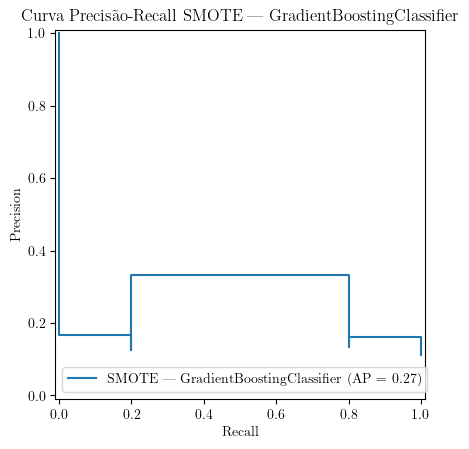 Curva Precisão-Recall SMOTE — GradientBoostingClassifier
1.0
0.8
0.6
0.4
0.2
0.0
Precision
SMOTE — GradientBoostingClassifier (AP = 0.27)
0.0 0.2 0.4 0.6 0.8 1.0
Recall